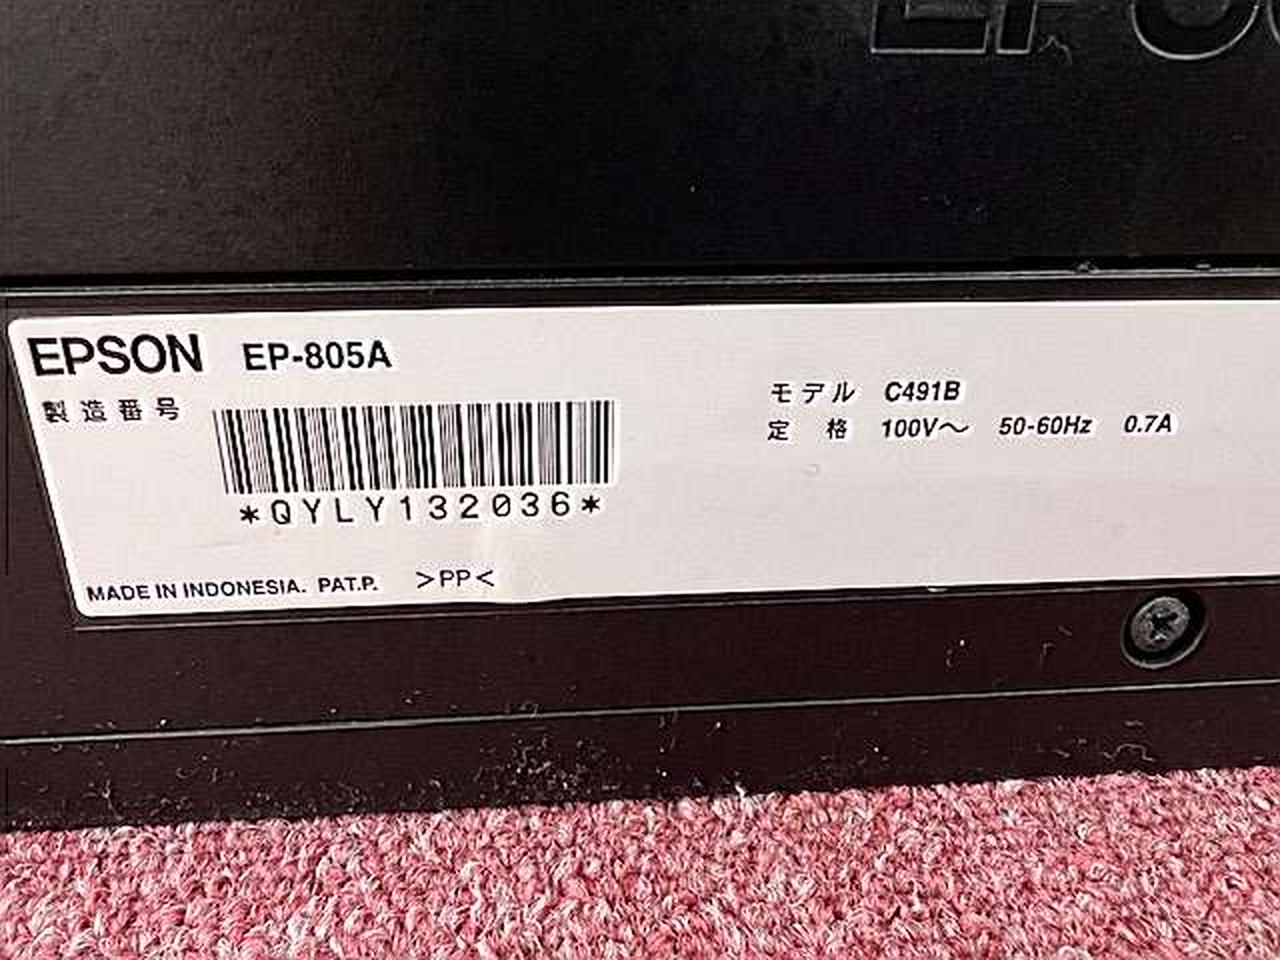 EPSO
EPSON EP-805A
製造番号
*QYLY132036*
モデル C491B
定格 100V～ 50-60Hz 0.7A
MADE IN INDONESIA. PAT.P. >PP<